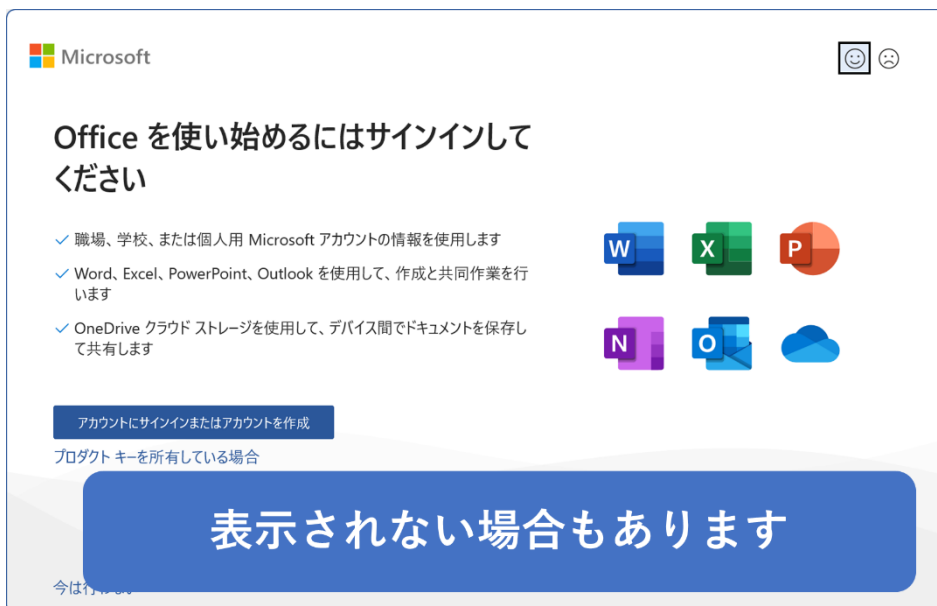 Microsoft
Office を使い始めるにはサインインして
ください
職場、学校、または個人用 Microsoft アカウントの情報を使用します
Word、Excel、PowerPoint、Outlook を使用して、作成と共同作業を行
います
OneDrive クラウド ストレージを使用して、デバイス間でドキュメントを保存し
て共有します
W X P
N O
アカウントにサインインまたはアカウントを作成
プロダクト キーを所有している場合
表示されない場合もあります
今は